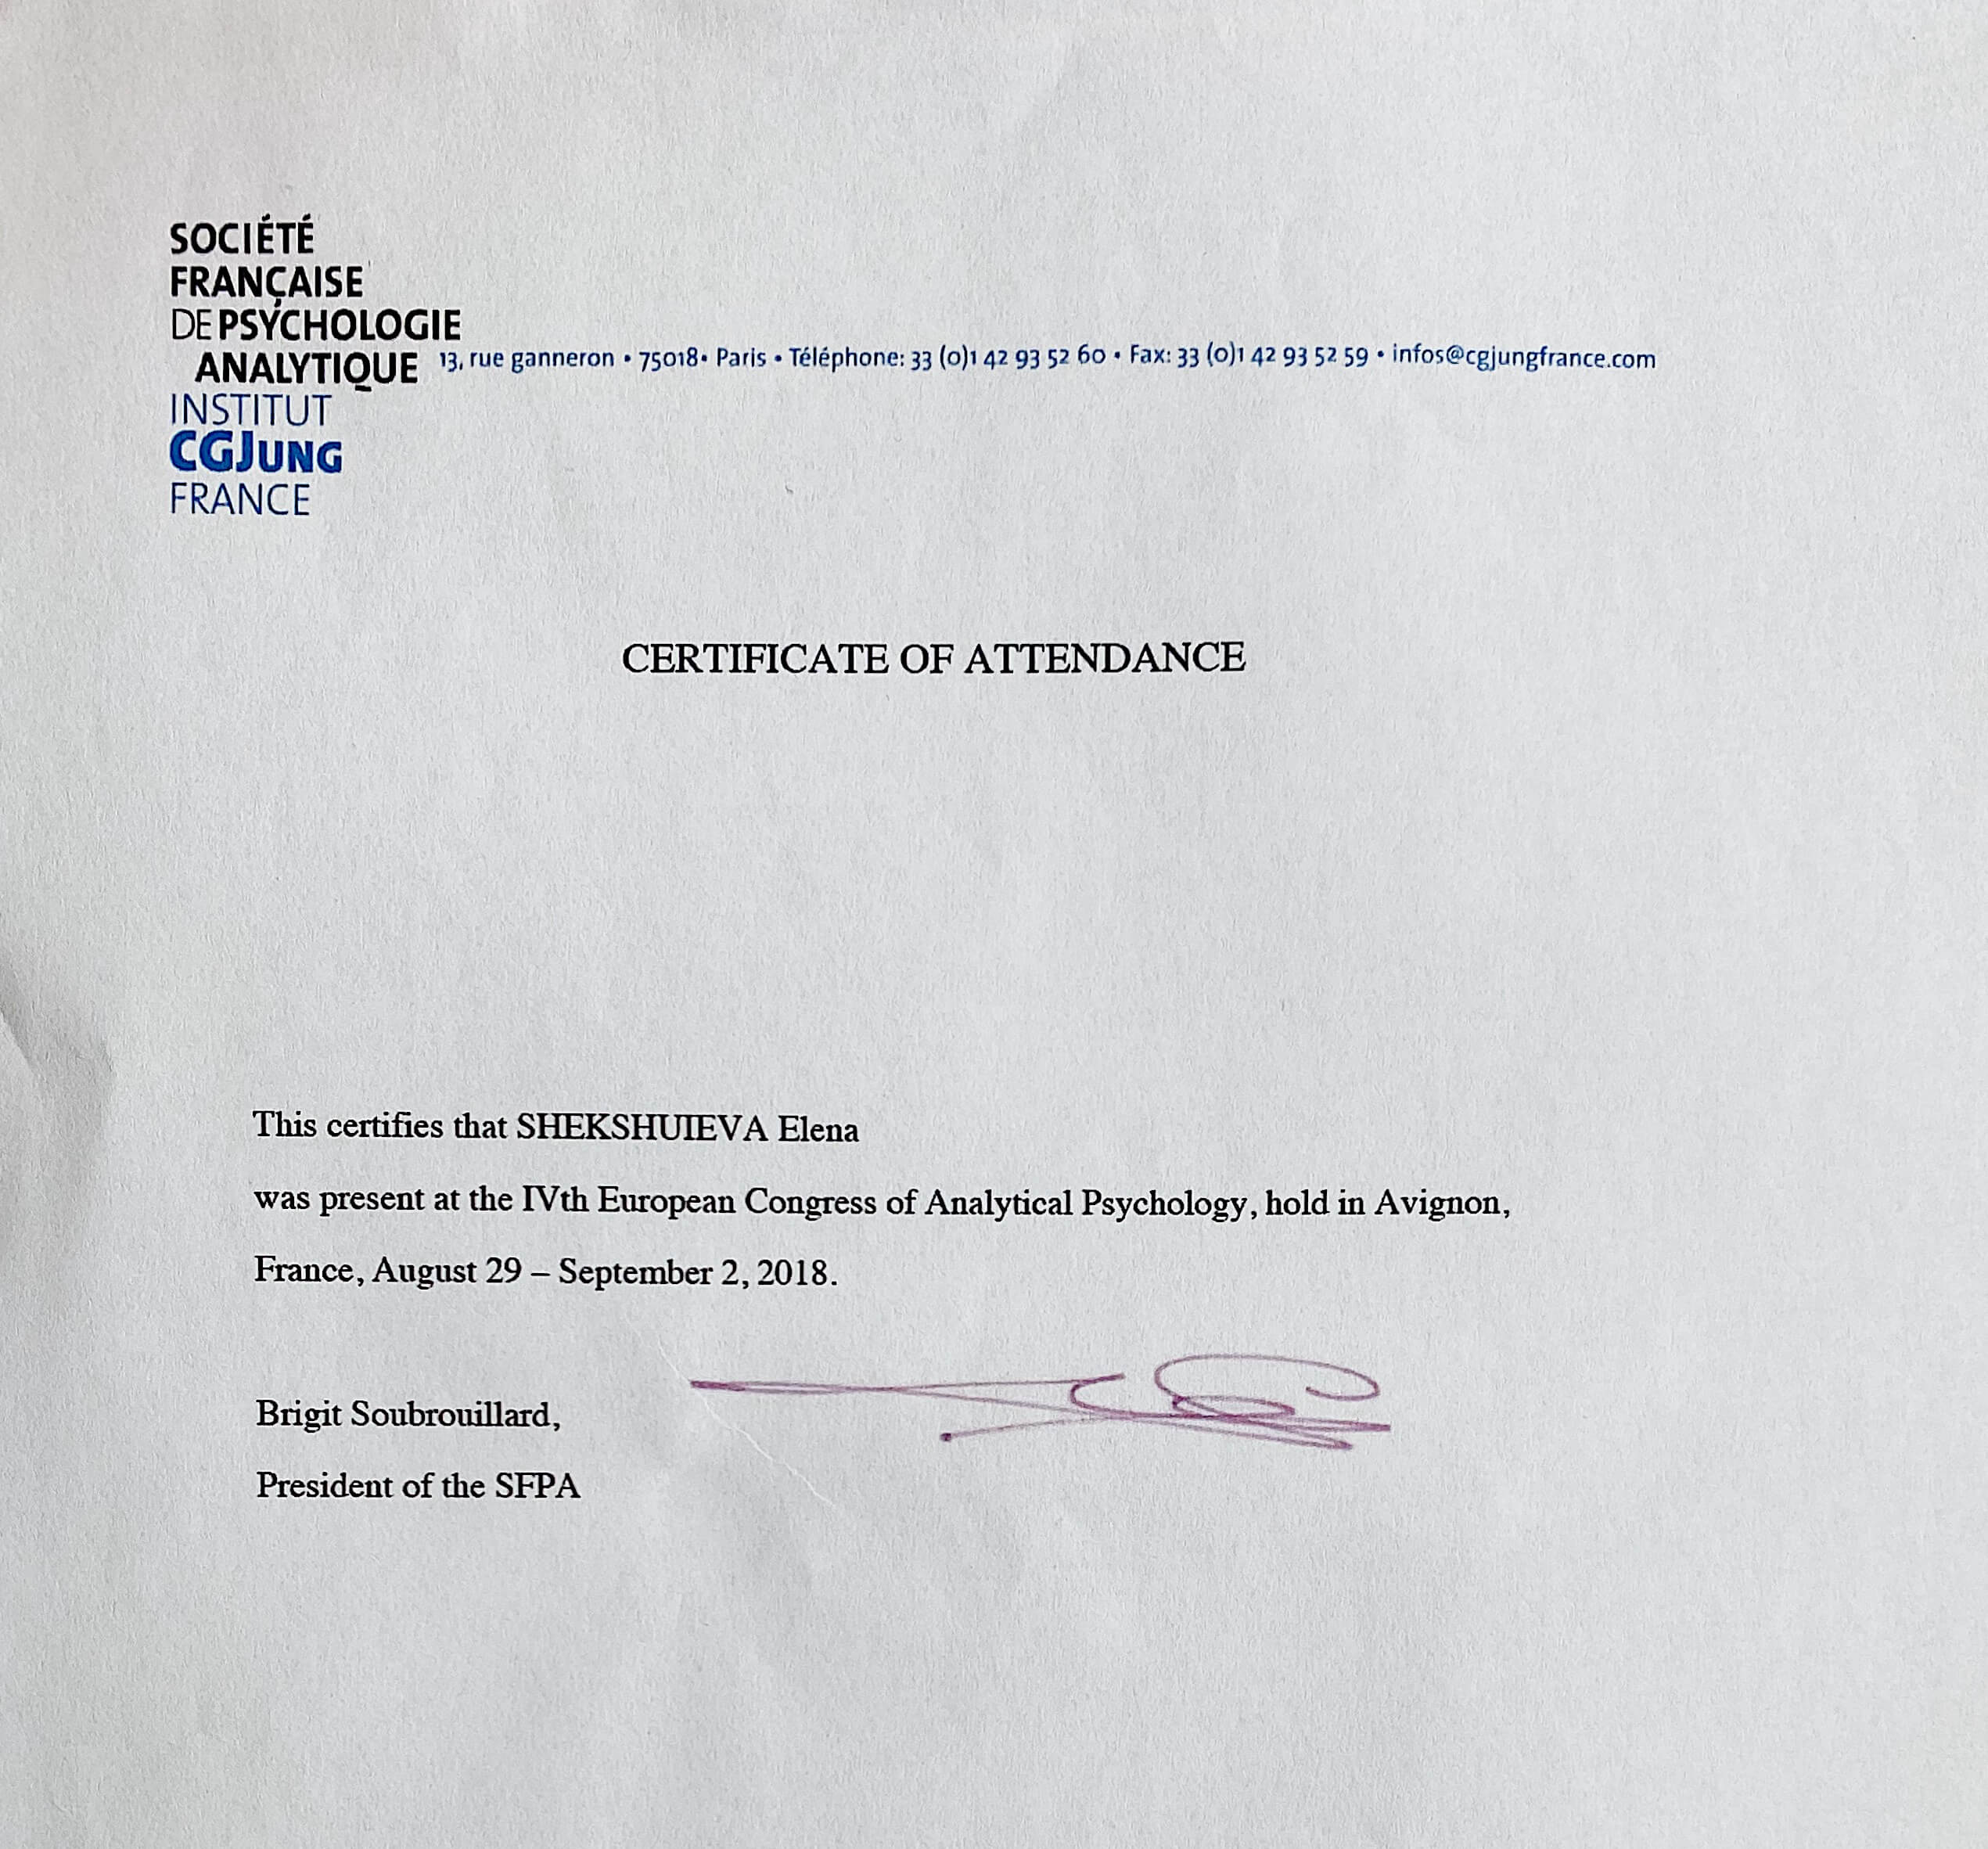 SOCIÉTÉ
FRANÇAISE
DE PSYCHOLOGIE
ANALYTIQUE
13, rue ganneron • 75018• Paris • Téléphone: 33 (0)1 42 93 52 60 • Fax: 33 (0)1 42 93 52 59 • infos@cgjungfrance.com
INSTITUT
CGJUNG
FRANCE
CERTIFICATE OF ATTENDANCE
This certifies that SHEKSHUIEVA Elena
was present at the IVth European Congress of Analytical Psychology, hold in Avignon,
France, August 29 – September 2, 2018.
Brigit Soubrouillard,
President of the SFPA